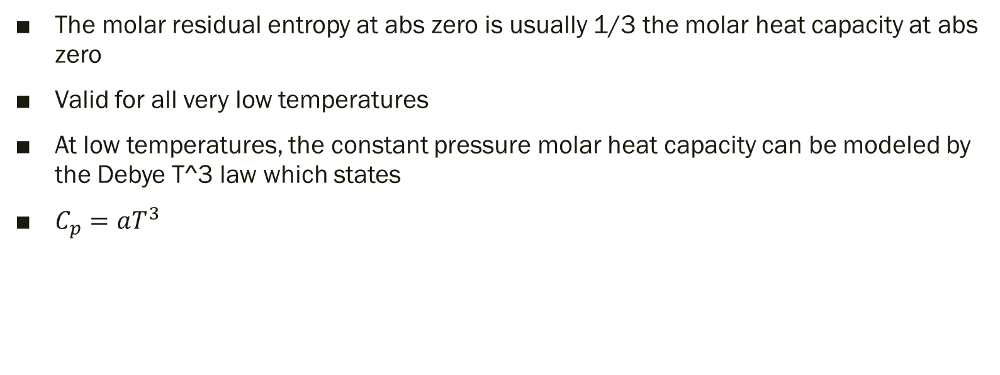 ■ The molar residual entropy at abs zero is usually 1/3 the molar heat capacity at abs
zero
■ Valid for all very low temperatures
■ At low temperatures, the constant pressure molar heat capacity can be modeled by
the Debye T^3 law which states
■ $C_p = aT^3$